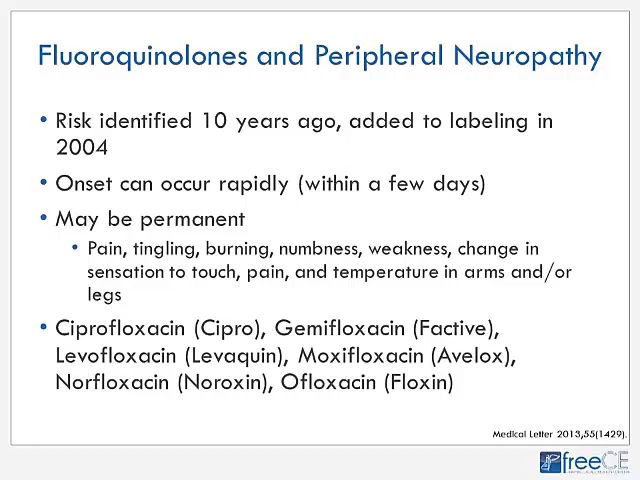 Fluoroquinolones and Peripheral Neuropathy
• Risk identified 10 years ago, added to labeling in
2004
• Onset can occur rapidly (within a few days)
• May be permanent
• Pain, tingling, burning, numbness, weakness, change in
sensation to touch, pain, and temperature in arms and/or
legs
• Ciprofloxacin (Cipro), Gemifloxacin (Factive),
Levofloxacin (Levaquin), Moxifloxacin (Avelox),
Norfloxacin (Noroxin), Ofloxacin (Floxin)
Medical Letter 2013,55(1429).
freeCE